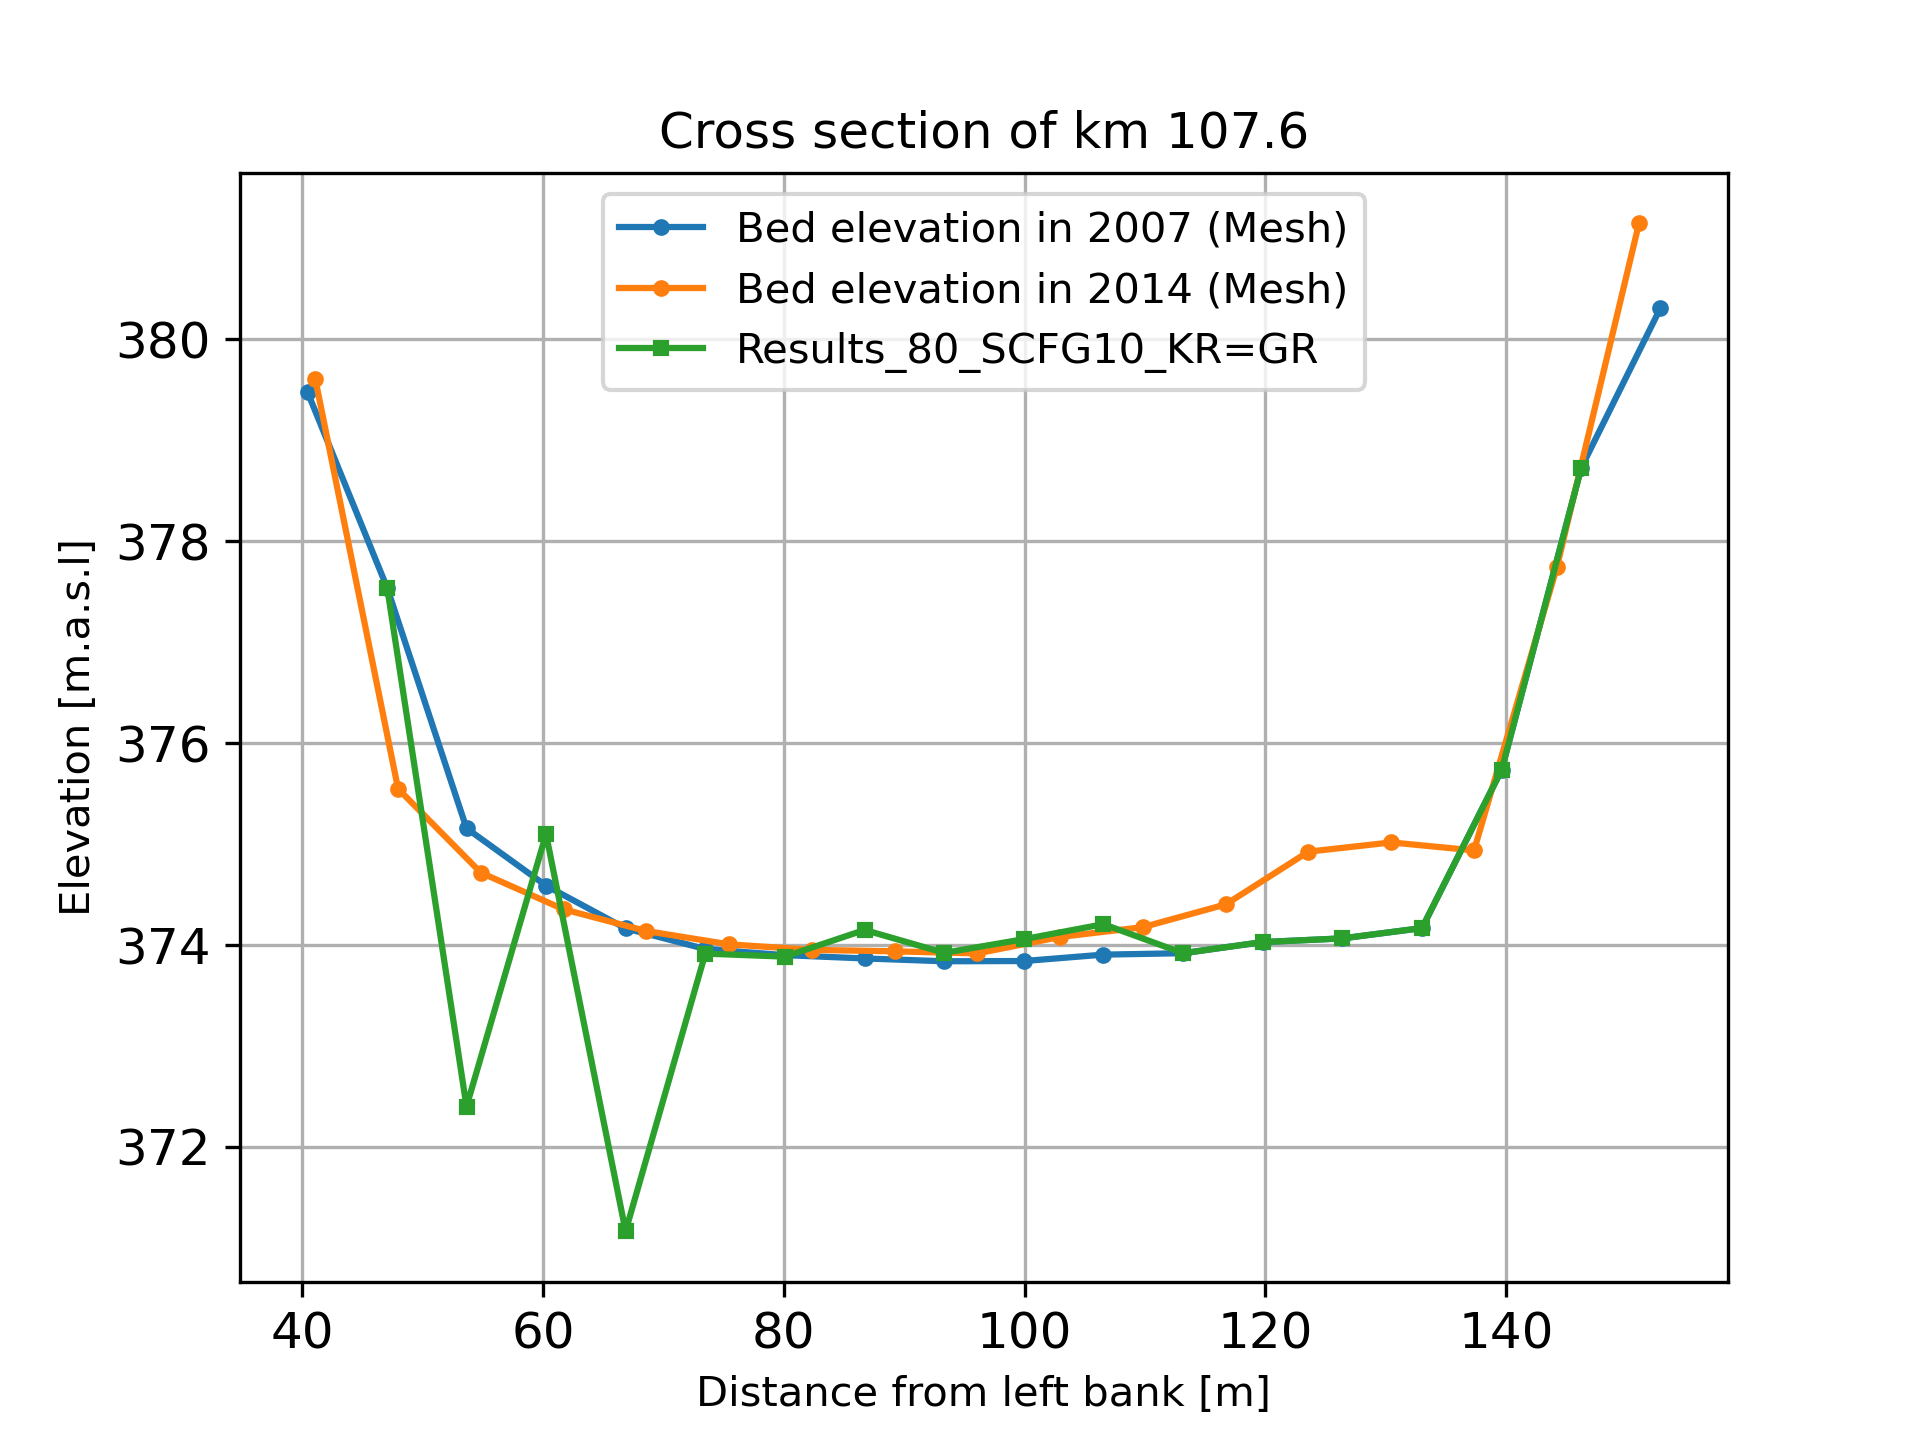 Cross section of km 107.6
Bed elevation in 2007 (Mesh)
Bed elevation in 2014 (Mesh)
Results_80_SCFG10_KR=GR
Elevation [m.a.s.l]
380
378
376
374
372
40 60 80 100 120 140
Distance from left bank [m]